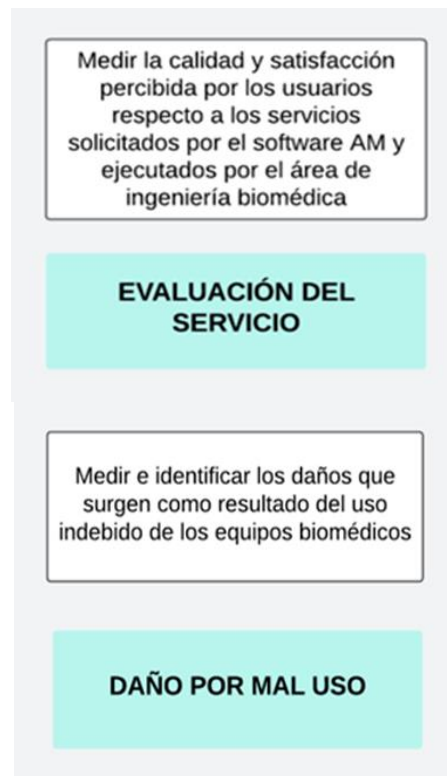 Medir la calidad y satisfacción
percibida por los usuarios
respecto a los servicios
solicitados por el software AM y
ejecutados por el área de
ingeniería biomédica
EVALUACIÓN DEL
SERVICIO
Medir e identificar los daños que
surgen como resultado del uso
indebido de los equipos biomédicos
DAÑO POR MAL USO